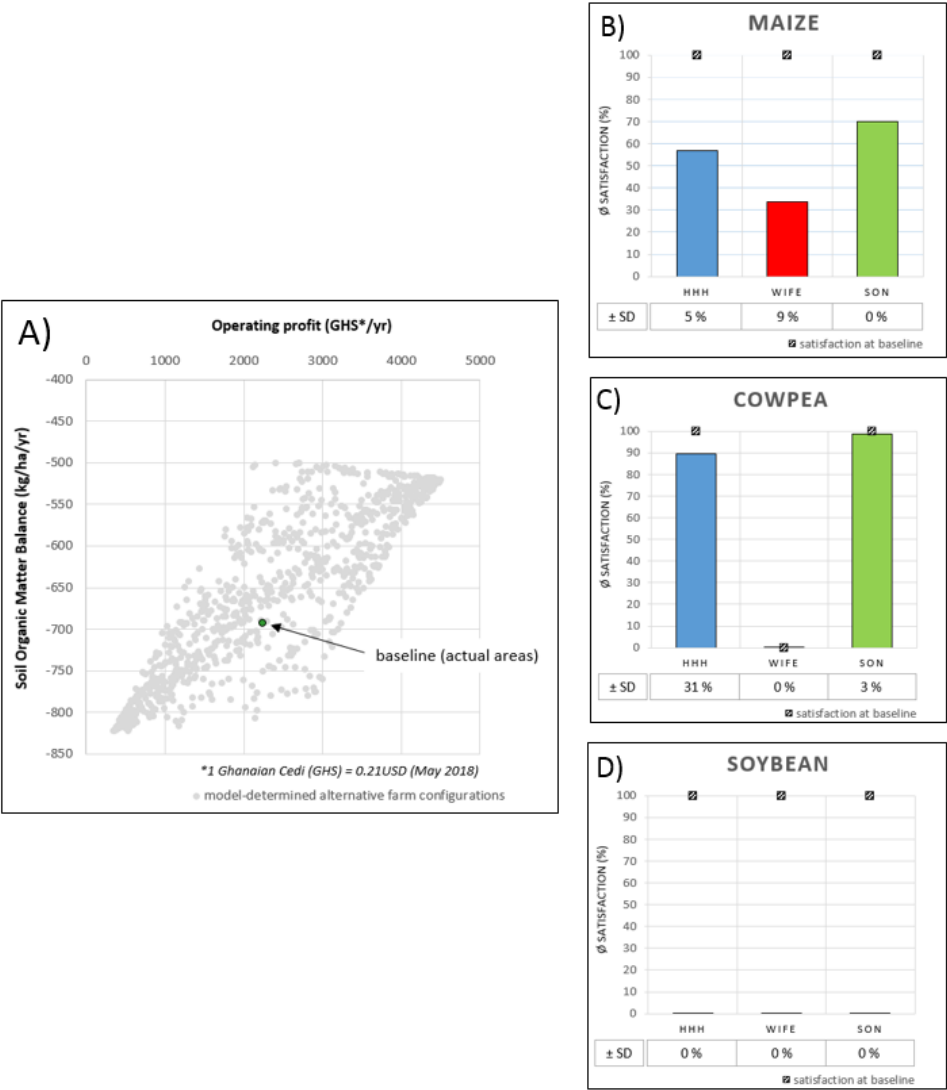 A)
Operating profit (GHS*/yr)
0 1000 2000 3000 4000 5000
Soil Organic Matter Balance (kg/ha/yr)
-400
-450
-500
-550
-600
-650
-700
-750
-800
-850
baseline (actual areas)
*1 Ghanaian Cedi (GHS) = 0.21USD (May 2018)
model-determined alternative farm configurations
B)
MAIZE
Ø SATISFACTION (%)
100
90
80
70
60
50
40
30
20
10
0
HHH WIFE SON
± SD 5 % 9 % 0 %
satisfaction at baseline
C)
COWPEA
Ø SATISFACTION (%)
100
90
80
70
60
50
40
30
20
10
0
HHH WIFE SON
± SD 31 % 0 % 3 %
satisfaction at baseline
D)
SOYBEAN
Ø SATISFACTION (%)
100
90
80
70
60
50
40
30
20
10
0
HHH WIFE SON
± SD 0 % 0 % 0 %
satisfaction at baseline